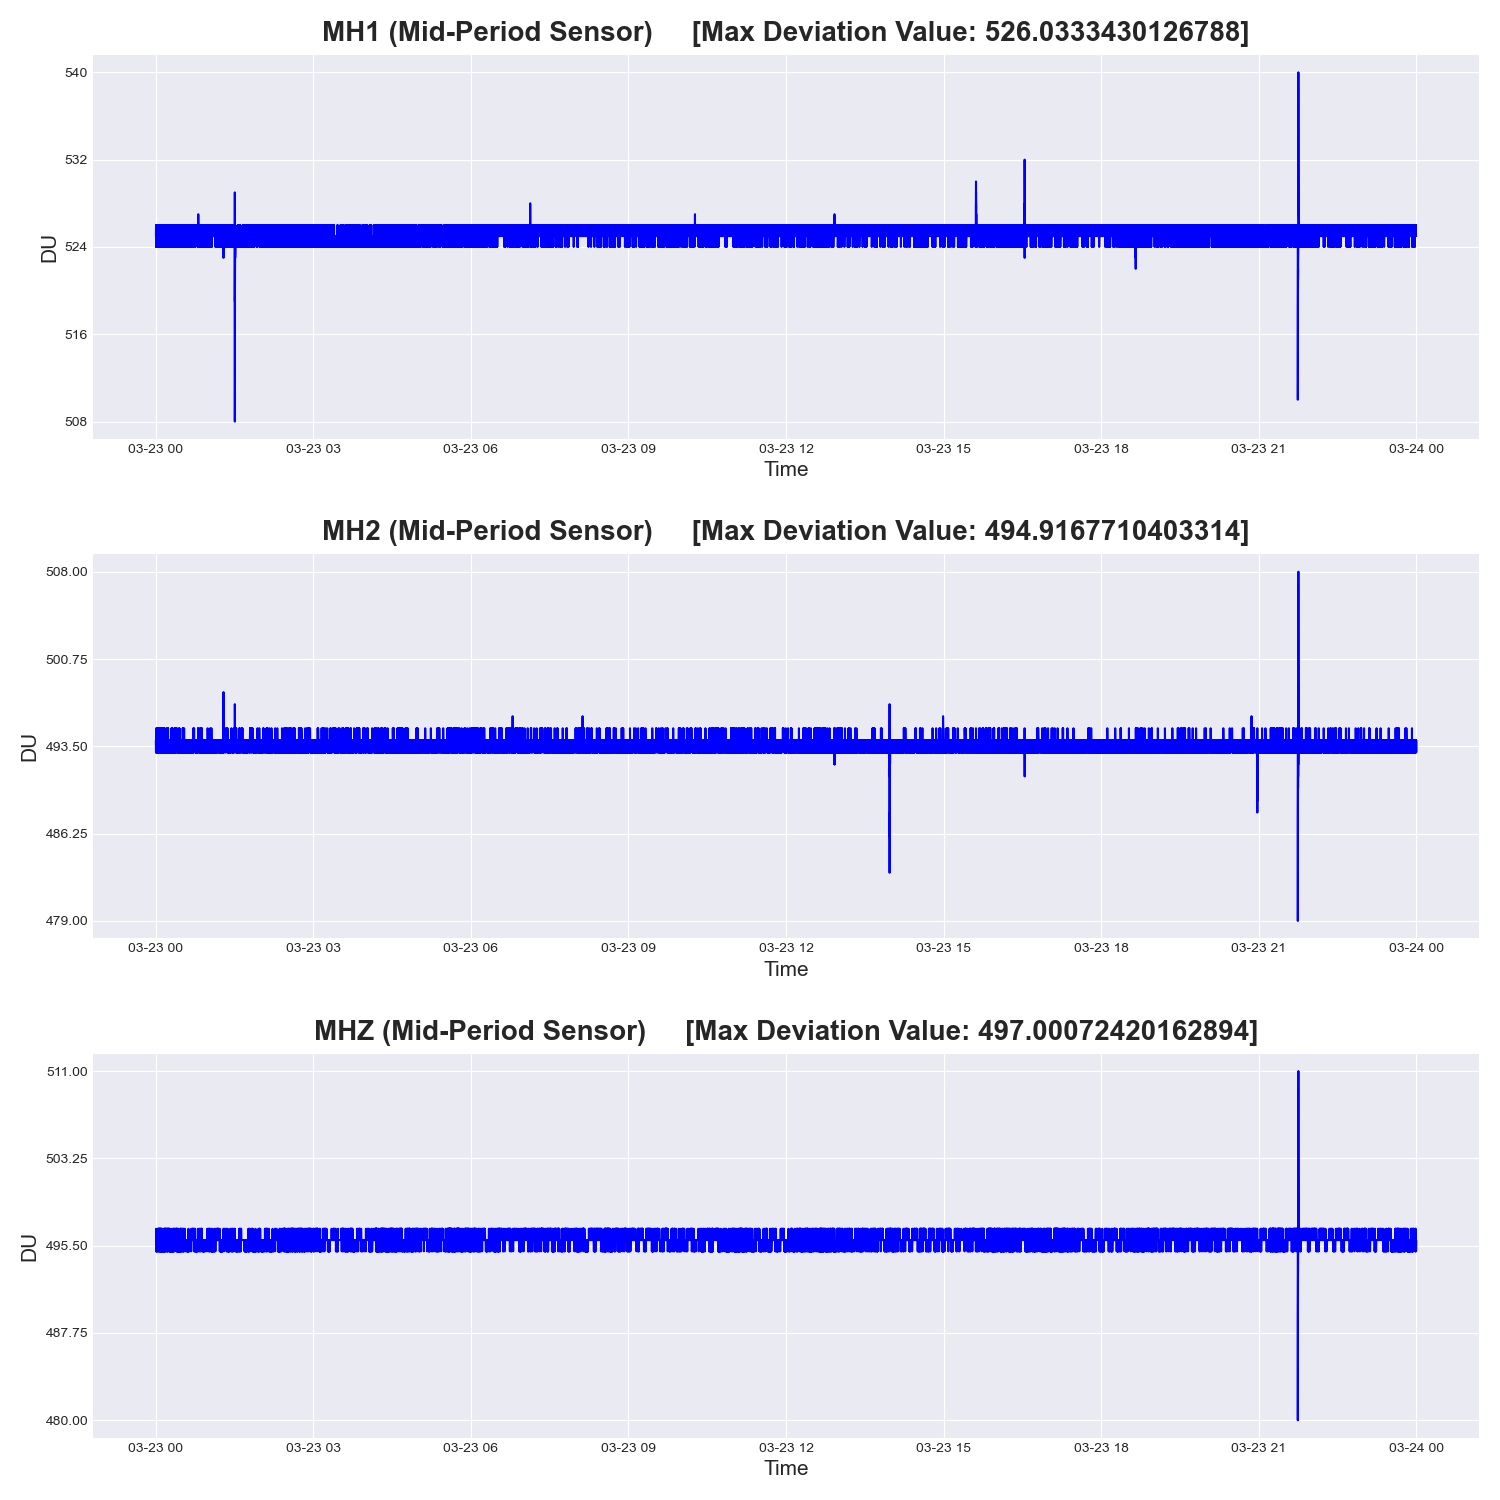 MH1 (Mid-Period Sensor) [Max Deviation Value: 526.0333430126788]
540
532
524
516
508
DU
03-23 00 03-23 03 03-23 06 03-23 09 03-23 12 03-23 15 03-23 18 03-23 21 03-24 00
Time
MH2 (Mid-Period Sensor) [Max Deviation Value: 494.9167710403314]
508.00
500.75
493.50
486.25
479.00
DU
03-23 00 03-23 03 03-23 06 03-23 09 03-23 12 03-23 15 03-23 18 03-23 21 03-24 00
Time
MHZ (Mid-Period Sensor) [Max Deviation Value: 497.00072420162894]
511.00
503.25
495.50
487.75
480.00
DU
03-23 00 03-23 03 03-23 06 03-23 09 03-23 12 03-23 15 03-23 18 03-23 21 03-24 00
Time